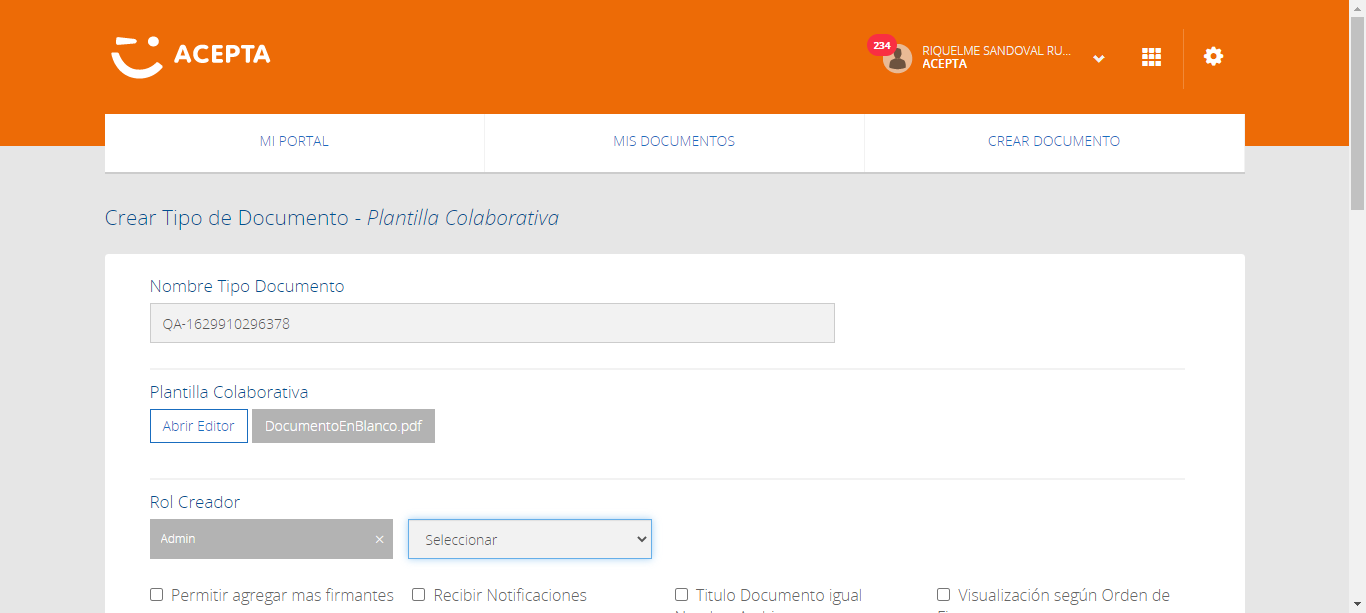 ACEPTA
234
RIQUELME SANDOVAL RU...
ACEPTA
MI PORTAL
MIS DOCUMENTOS
CREAR DOCUMENTO
Crear Tipo de Documento - Plantilla Colaborativa
Nombre Tipo Documento
QA-1629910296378
Plantilla Colaborativa
Abrir Editor
DocumentoEnBlanco.pdf
Rol Creador
Admin ×
Seleccionar
Permitir agregar mas firmantes
Recibir Notificaciones
Titulo Documento igual
Visualización según Orden de